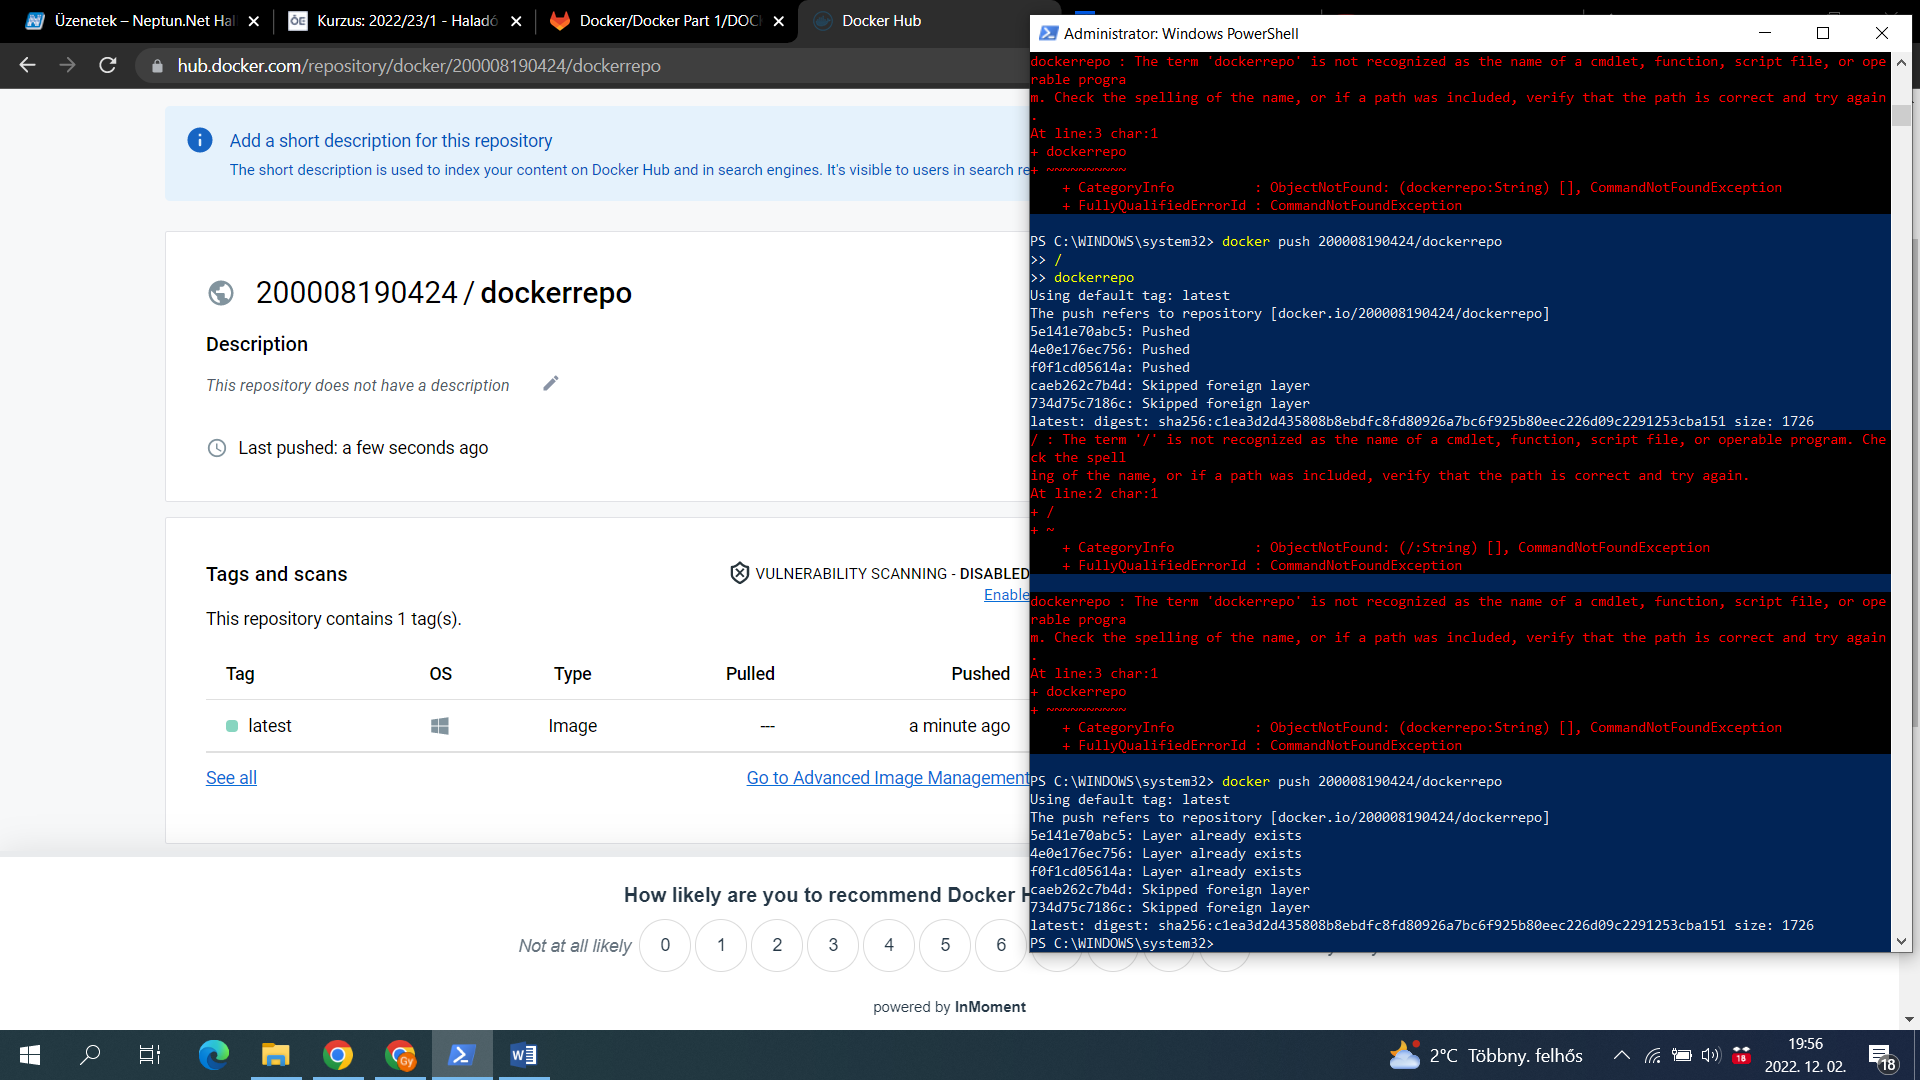 Üzenetek – Neptun.Net Hal
Kurzus: 2022/23/1 - Haladó
Docker/Docker Part 1/DOCK
Docker Hub
hub.docker.com/repository/docker/200008190424/dockerrepo
Add a short description for this repository
The short description is used to index your content on Docker Hub and in search engines. It's visible to users in search re
200008190424 / dockerrepo
Description
This repository does not have a description
Last pushed: a few seconds ago
Tags and scans
VULNERABILITY SCANNING - DISABLED
Enable
This repository contains 1 tag(s).
Tag OS Type Pulled Pushed
latest Image --- a minute ago
See all
Go to Advanced Image Management
How likely are you to recommend Docker H
Not at all likely 0 1 2 3 4 5 6
powered by InMoment
Administrator: Windows PowerShell
dockerrepo : The term 'dockerrepo' is not recognized as the name of a cmdlet, function, script file, or ope
rable progra
m. Check the spelling of the name, or if a path was included, verify that the path is correct and try again
.
At line:3 char:1
+ dockerrepo
+ ~~~~~~~~~~
+ CategoryInfo : ObjectNotFound: (dockerrepo:String) [], CommandNotFoundException
+ FullyQualifiedErrorId : CommandNotFoundException
PS C:\WINDOWS\system32> docker push 200008190424/dockerrepo
>> /
>> dockerrepo
Using default tag: latest
The push refers to repository [docker.io/200008190424/dockerrepo]
5e141e70abc5: Pushed
4e0e176ec756: Pushed
f0f1cd05614a: Pushed
caeb262c7b4d: Skipped foreign layer
734d75c7186c: Skipped foreign layer
latest: digest: sha256:c1ea3d2d435808b8ebdfc8fd80926a7bc6f925b80eec226d09c2291253cba151 size: 1726
/ : The term '/' is not recognized as the name of a cmdlet, function, script file, or operable program. Che
ck the spell
ing of the name, or if a path was included, verify that the path is correct and try again.
At line:2 char:1
+ /
+ ~
+ CategoryInfo : ObjectNotFound: (/:String) [], CommandNotFoundException
+ FullyQualifiedErrorId : CommandNotFoundException
dockerrepo : The term 'dockerrepo' is not recognized as the name of a cmdlet, function, script file, or ope
rable progra
m. Check the spelling of the name, or if a path was included, verify that the path is correct and try again
.
At line:3 char:1
+ dockerrepo
+ ~~~~~~~~~~
+ CategoryInfo : ObjectNotFound: (dockerrepo:String) [], CommandNotFoundException
+ FullyQualifiedErrorId : CommandNotFoundException
PS C:\WINDOWS\system32> docker push 200008190424/dockerrepo
Using default tag: latest
The push refers to repository [docker.io/200008190424/dockerrepo]
5e141e70abc5: Layer already exists
4e0e176ec756: Layer already exists
f0f1cd05614a: Layer already exists
caeb262c7b4d: Skipped foreign layer
734d75c7186c: Skipped foreign layer
latest: digest: sha256:c1ea3d2d435808b8ebdfc8fd80926a7bc6f925b80eec226d09c2291253cba151 size: 1726
PS C:\WINDOWS\system32>
2°C Többny. felhős
18
19:56
2022. 12. 02.
18